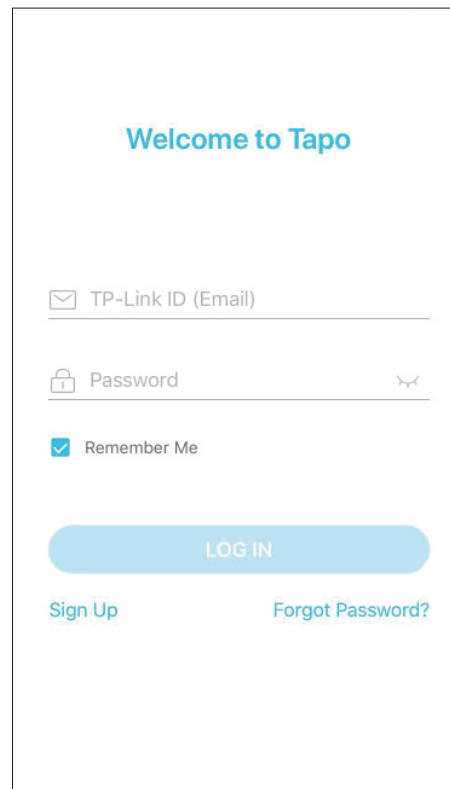 Welcome to Tapo
TP-Link ID (Email)
Password
Remember Me
LOG IN
Sign Up
Forgot Password?